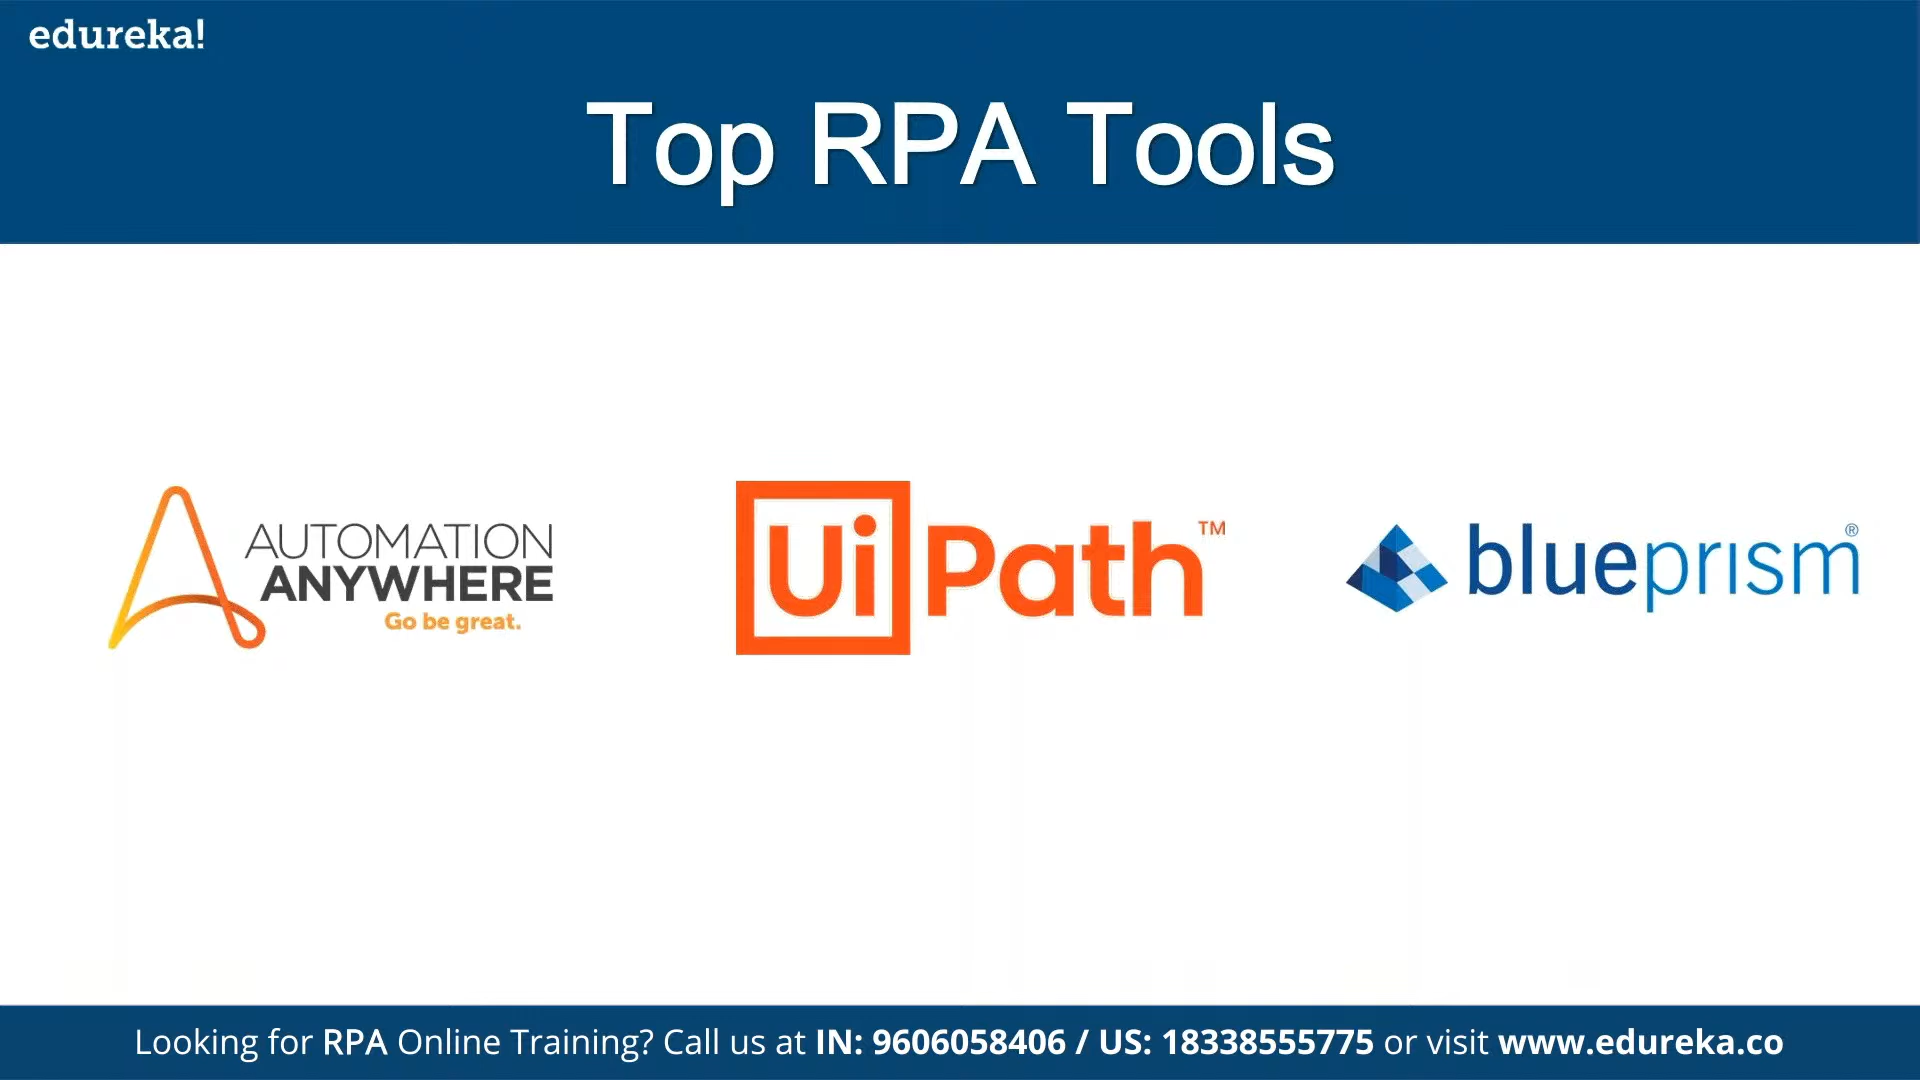 edureka!
Top RPA Tools
AUTOMATION
ANYWHERE
Go be great.
UiPath™
blueprism®
Looking for RPA Online Training? Call us at IN: 9606058406 / US: 18338555775 or visit www.edureka.co